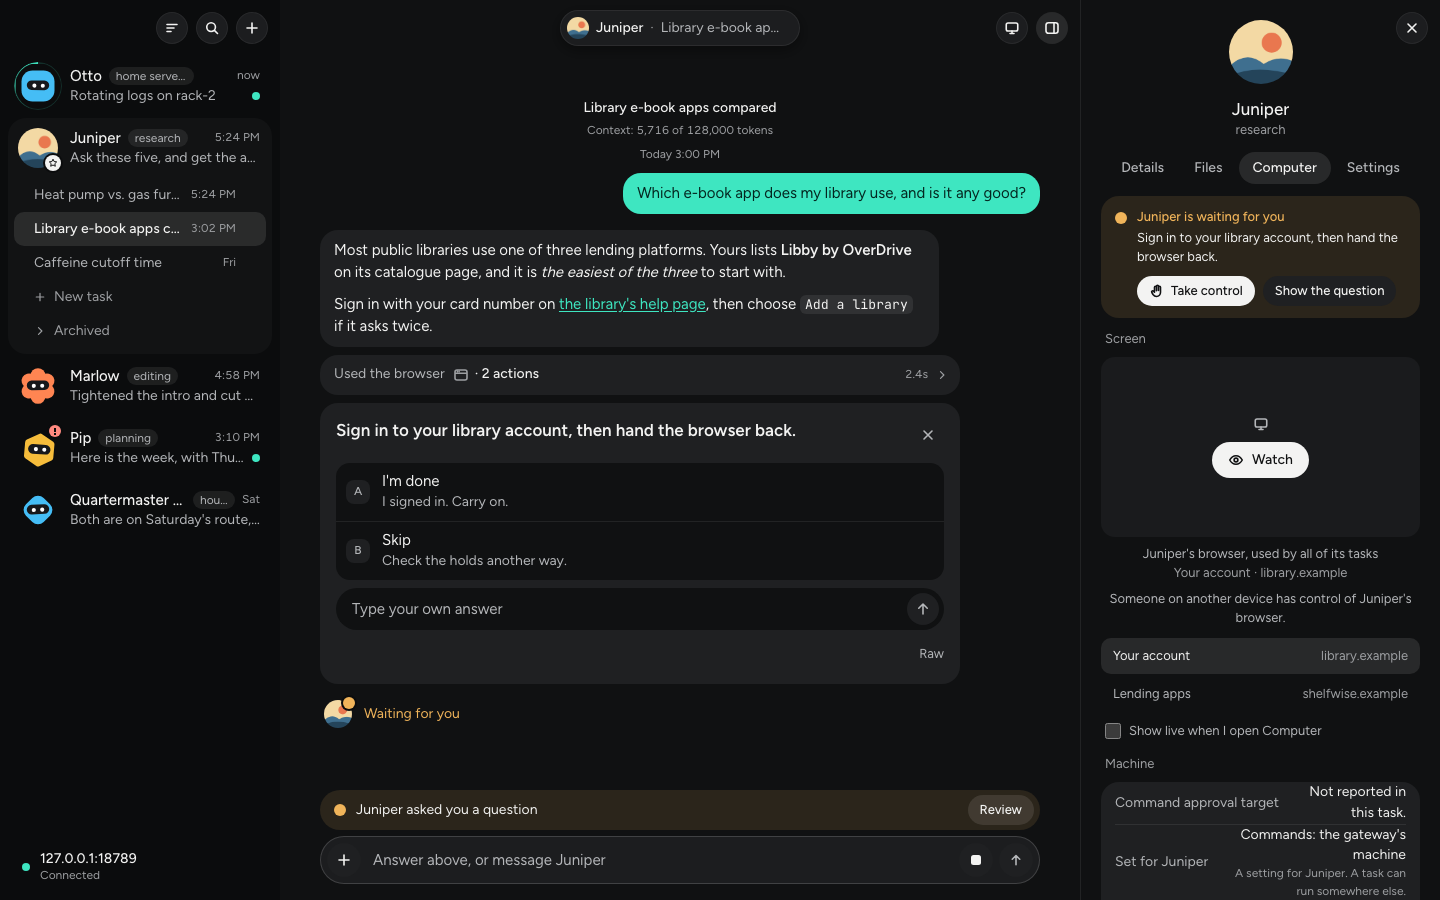 Otto home serve... now
Rotating logs on rack-2
Juniper research 5:24 PM
Ask these five, and get the a...
Heat pump vs. gas fur... 5:24 PM
Library e-book apps c... 3:02 PM
Caffeine cutoff time Fri
New task
Archived
Marlow editing 4:58 PM
Tightened the intro and cut ...
Pip planning 3:10 PM
Here is the week, with Thu...
Quartermaster ... hou... Sat
Both are on Saturday's route,...
127.0.0.1:18789
Connected
Juniper · Library e-book ap...
Library e-book apps compared
Context: 5,716 of 128,000 tokens
Today 3:00 PM
Which e-book app does my library use, and is it any good?
Most public libraries use one of three lending platforms. Yours lists Libby by OverDrive
on its catalogue page, and it is the easiest of the three to start with.
Sign in with your card number on the library's help page, then choose Add a library
if it asks twice.
Used the browser · 2 actions 2.4s
Sign in to your library account, then hand the browser back.
A I'm done
I signed in. Carry on.
B Skip
Check the holds another way.
Type your own answer
Raw
Waiting for you
Juniper asked you a question Review
Answer above, or message Juniper
Juniper
research
Details Files Computer Settings
Juniper is waiting for you
Sign in to your library account, then hand the
browser back.
Take control Show the question
Screen
Watch
Juniper's browser, used by all of its tasks
Your account · library.example
Someone on another device has control of Juniper's
browser.
Your account library.example
Lending apps shelfwise.example
Show live when I open Computer
Machine
Command approval target Not reported in
this task.
Set for Juniper Commands: the gateway's
machine
A setting for Juniper. A task can
run somewhere else.